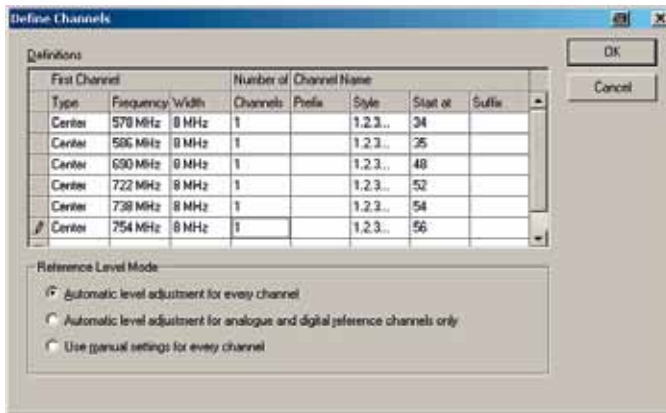 Define Channels
Definitions
OK
Cancel
First Channel Number of Channel Name
Type Frequency Width Channels Prefix Style Start at Suffix
Center 578 MHz 8 MHz 1 1.2.3... 34
Center 586 MHz 8 MHz 1 1.2.3... 35
Center 690 MHz 8 MHz 1 1.2.3... 48
Center 722 MHz 8 MHz 1 1.2.3... 52
Center 738 MHz 8 MHz 1 1.2.3... 54
Center 754 MHz 8 MHz 1 1.2.3... 56
Reference Level Mode
Automatic level adjustment for every channel
Automatic level adjustment for analogue and digital reference channels only
Use manual settings for every channel